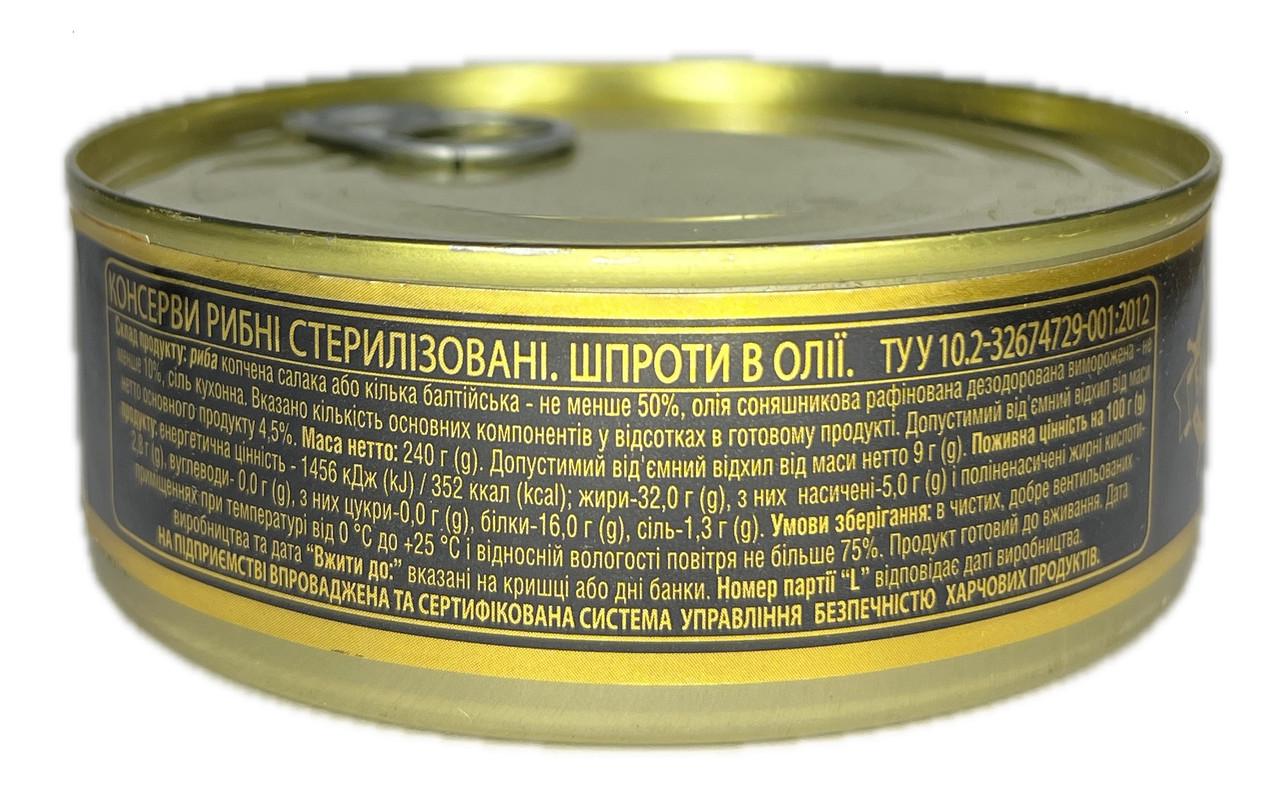 КОНСЕРВИ РИБНІ СТЕРИЛІЗОВАНІ. ШПРОТИ В ОЛІЇ. ТУ У 10.2-32674729-001:2012
Склад продукту: риба копчена салака або кілька балтійська - не менше 50%, олія соняшникова рафінована дезодорована виморожена - не
менше 10%, сіль кухонна. Вказано кількість основних компонентів у відсотках в готовому продукті. Допустимий від'ємний відхил від маси
нетто основного продукту 4,5%. Маса нетто: 240 г (g). Допустимий від'ємний відхил від маси нетто 9 г (g). Поживна цінність на 100 г (g)
продукту: енергетична цінність - 1456 кДж (kJ) / 352 ккал (kcal); жири-32,0 г (g), з них насичені-5,0 г (g) і поліненасичені жирні кислоти-
2,8 г (g), вуглеводи- 0,0 г (g), з них цукри-0,0 г (g), білки-16,0 г (g), сіль-1,3 г (g). Умови зберігання: в чистих, добре вентильованих
приміщеннях при температурі від 0 °С до +25 °С і відносній вологості повітря не більше 75%. Продукт готовий до вживання. Дата
виробництва та дата "Вжити до:" вказані на кришці або дні банки. Номер партії "L" відповідає даті виробництва.
НА ПІДПРИЄМСТВІ ВПРОВАДЖЕНА ТА СЕРТИФІКОВАНА СИСТЕМА УПРАВЛІННЯ БЕЗПЕЧНІСТЮ ХАРЧОВИХ ПРОДУКТІВ.